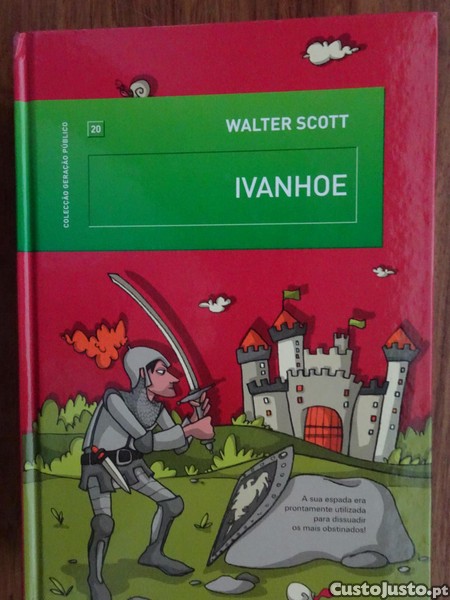 COLECÇÃO GERAÇÃO PÚBLICO
20
WALTER SCOTT
IVANHOE
A sua espada era
prontamente utilizada
para dissuadir
os mais obstinados!
CustoJusto.pt